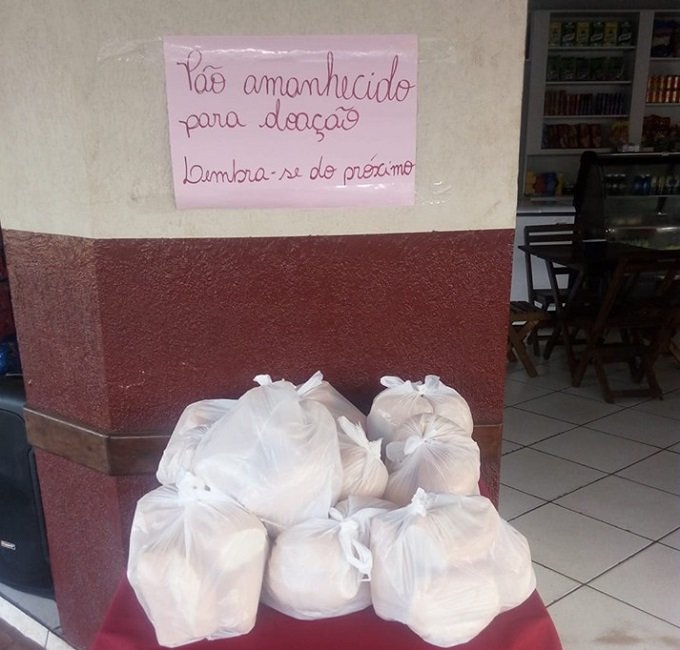 Pão amanhecido
para doação
Lembra-se do próximo